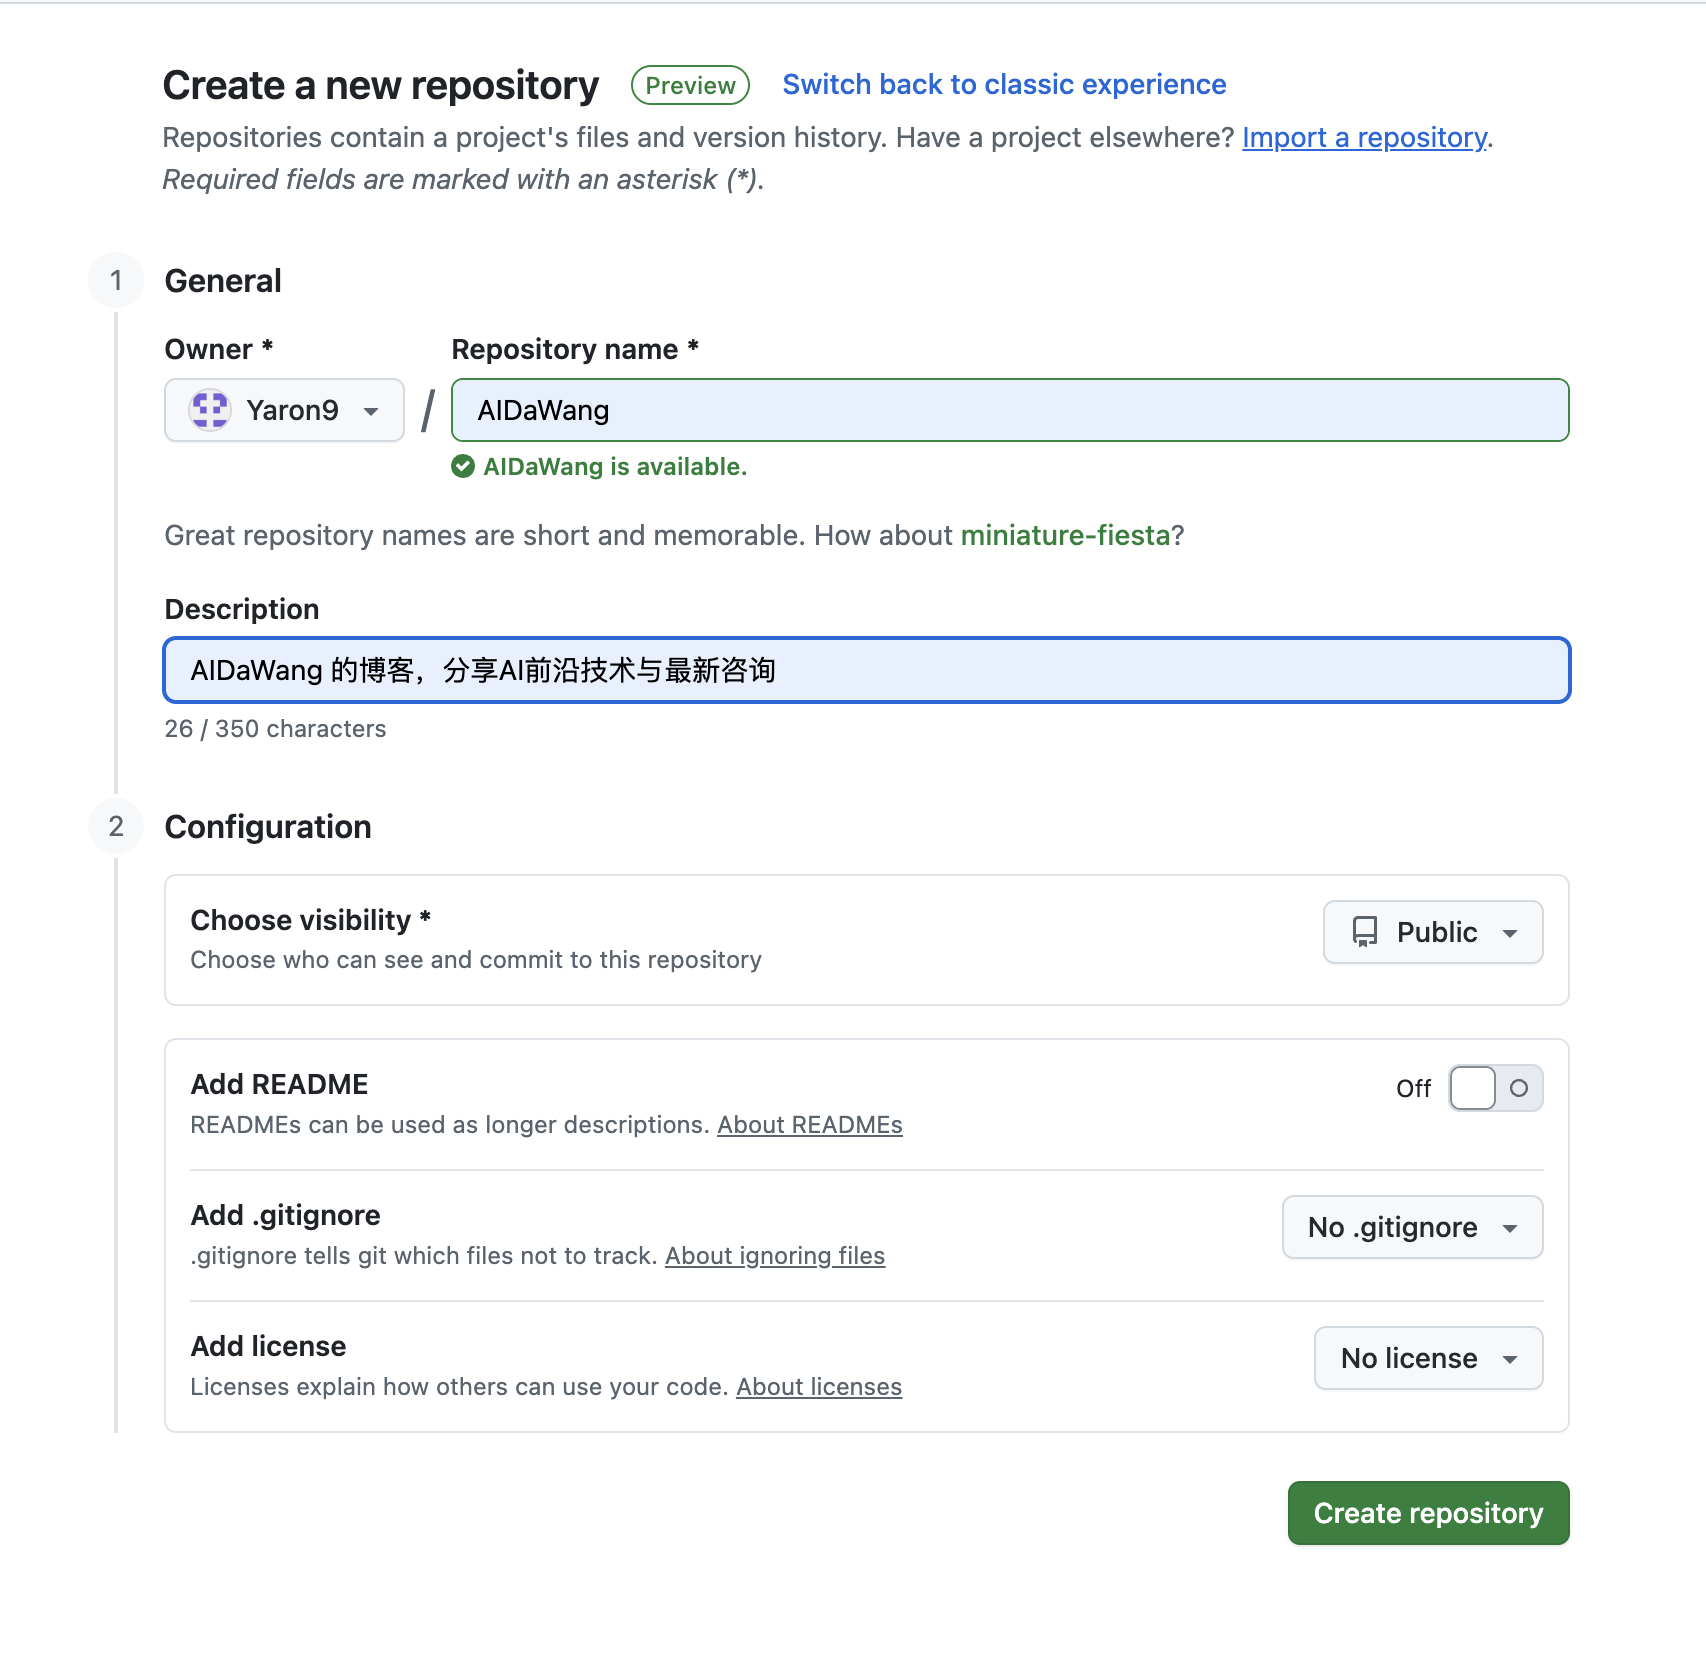 Create a new repository Preview Switch back to classic experience
Repositories contain a project's files and version history. Have a project elsewhere? Import a repository.
Required fields are marked with an asterisk (*).
1 General
Owner * Repository name *
Yaron9 / AIDaWang
AIDaWang is available.
Great repository names are short and memorable. How about miniature-fiesta?
Description
AIDaWang 的博客，分享AI前沿技术与最新咨询
26 / 350 characters
2 Configuration
Choose visibility *
Public
Choose who can see and commit to this repository
Add README
Off
READMEs can be used as longer descriptions. About READMEs
Add .gitignore
No .gitignore
.gitignore tells git which files not to track. About ignoring files
Add license
No license
Licenses explain how others can use your code. About licenses
Create repository